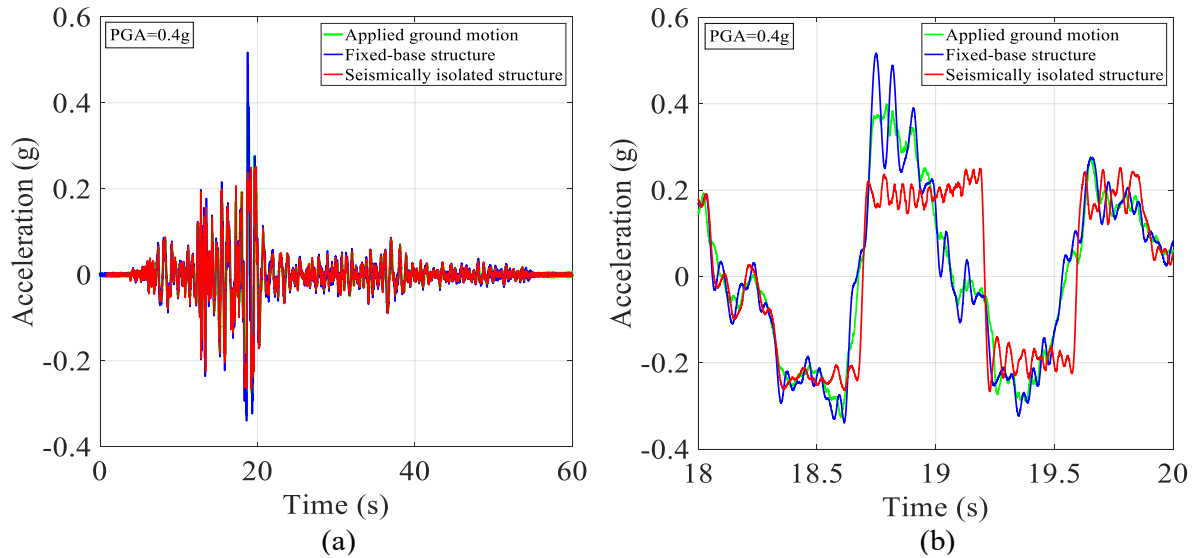 PGA=0.4g
Applied ground motion
Fixed-base structure
Seismically isolated structure
0.6
0.4
0.2
0
-0.2
-0.4
Acceleration (g)
0 20 40 60
Time (s)
(a)
PGA=0.4g
Applied ground motion
Fixed-base structure
Seismically isolated structure
0.6
0.4
0.2
0
-0.2
-0.4
Acceleration (g)
18 18.5 19 19.5 20
Time (s)
(b)